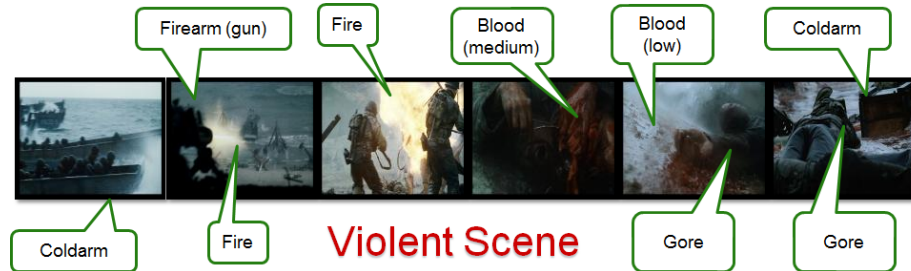 Firearm (gun)
Fire
Blood
(medium)
Blood
(low)
Coldarm
Coldarm
Fire
Violent Scene
Gore
Gore